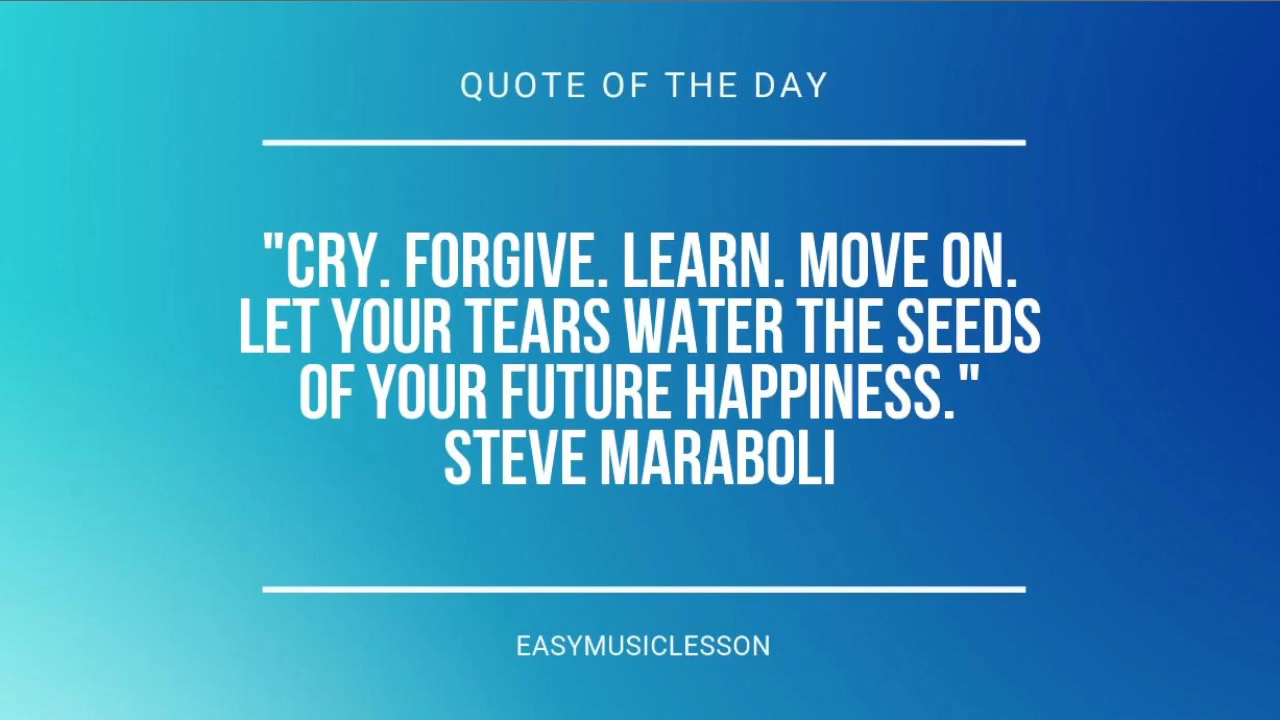 QUOTE OF THE DAY
"CRY. FORGIVE. LEARN. MOVE ON.
LET YOUR TEARS WATER THE SEEDS
OF YOUR FUTURE HAPPINESS."
STEVE MARABOLI
EASYMUSICLESSON